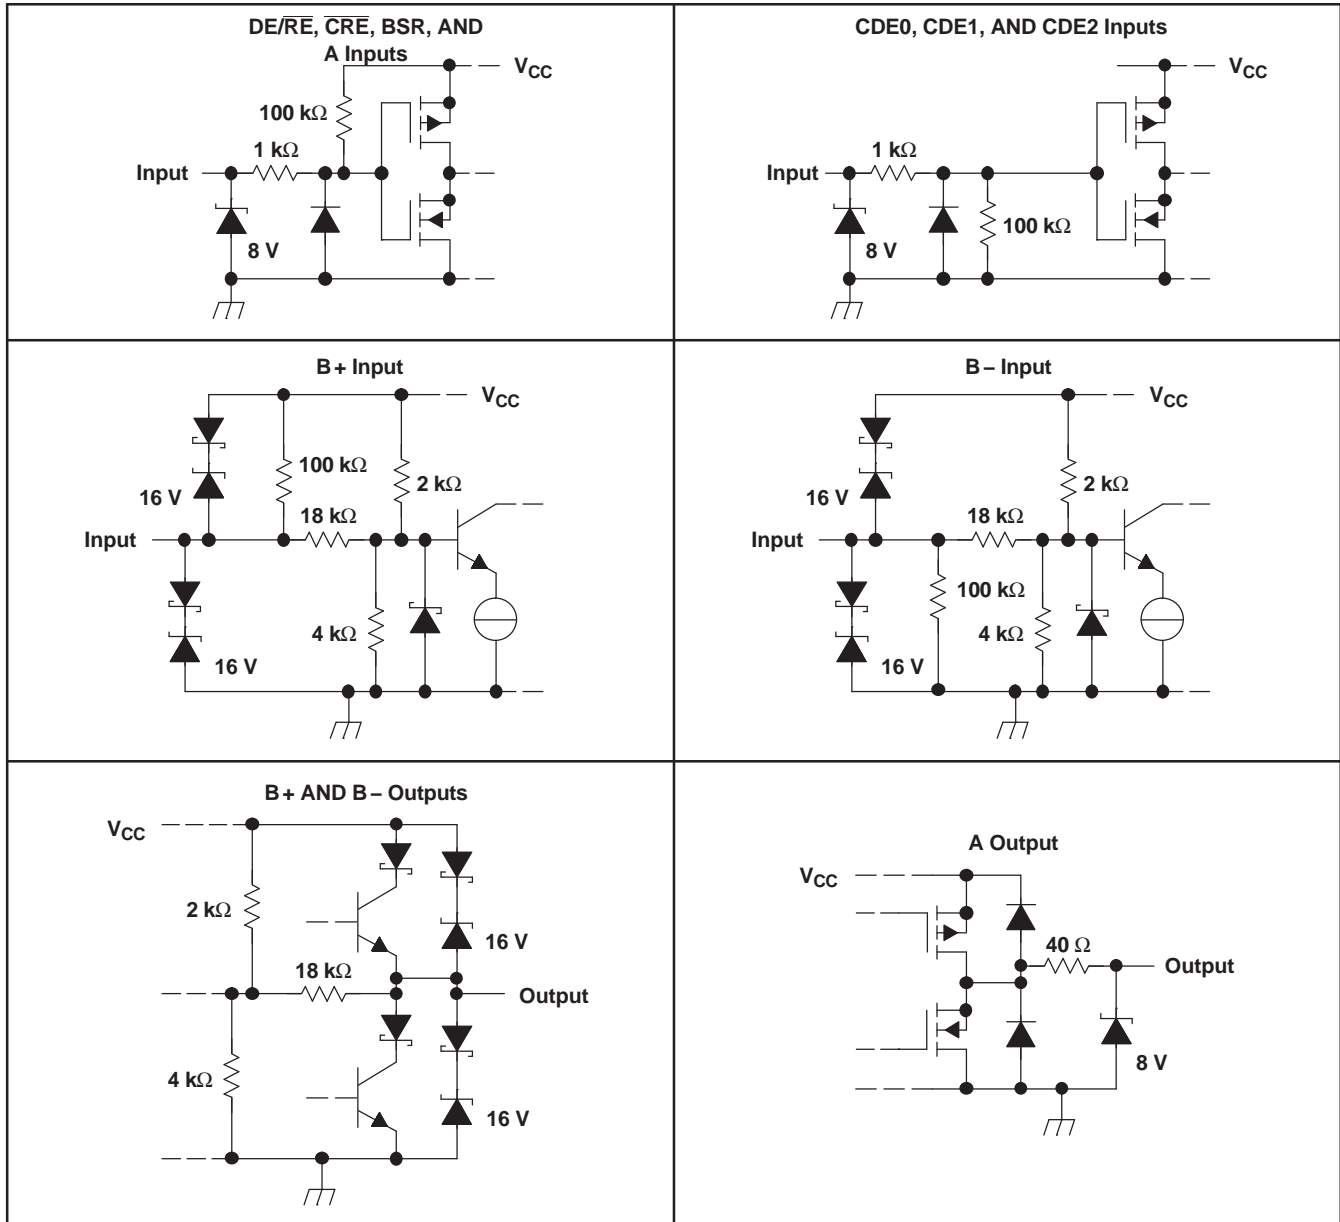 DE/RE, CRE, BSR, AND
A Inputs
VCC
100 kΩ
1 kΩ
Input
8 V
CDE0, CDE1, AND CDE2 Inputs
VCC
1 kΩ
Input
100 kΩ
8 V
B+ Input
VCC
100 kΩ
2 kΩ
16 V
18 kΩ
Input
4 kΩ
16 V
B– Input
VCC
2 kΩ
16 V
18 kΩ
Input
100 kΩ
4 kΩ
16 V
B+ AND B– Outputs
VCC
2 kΩ
16 V
18 kΩ
Output
4 kΩ
16 V
A Output
VCC
40 Ω
Output
8 V